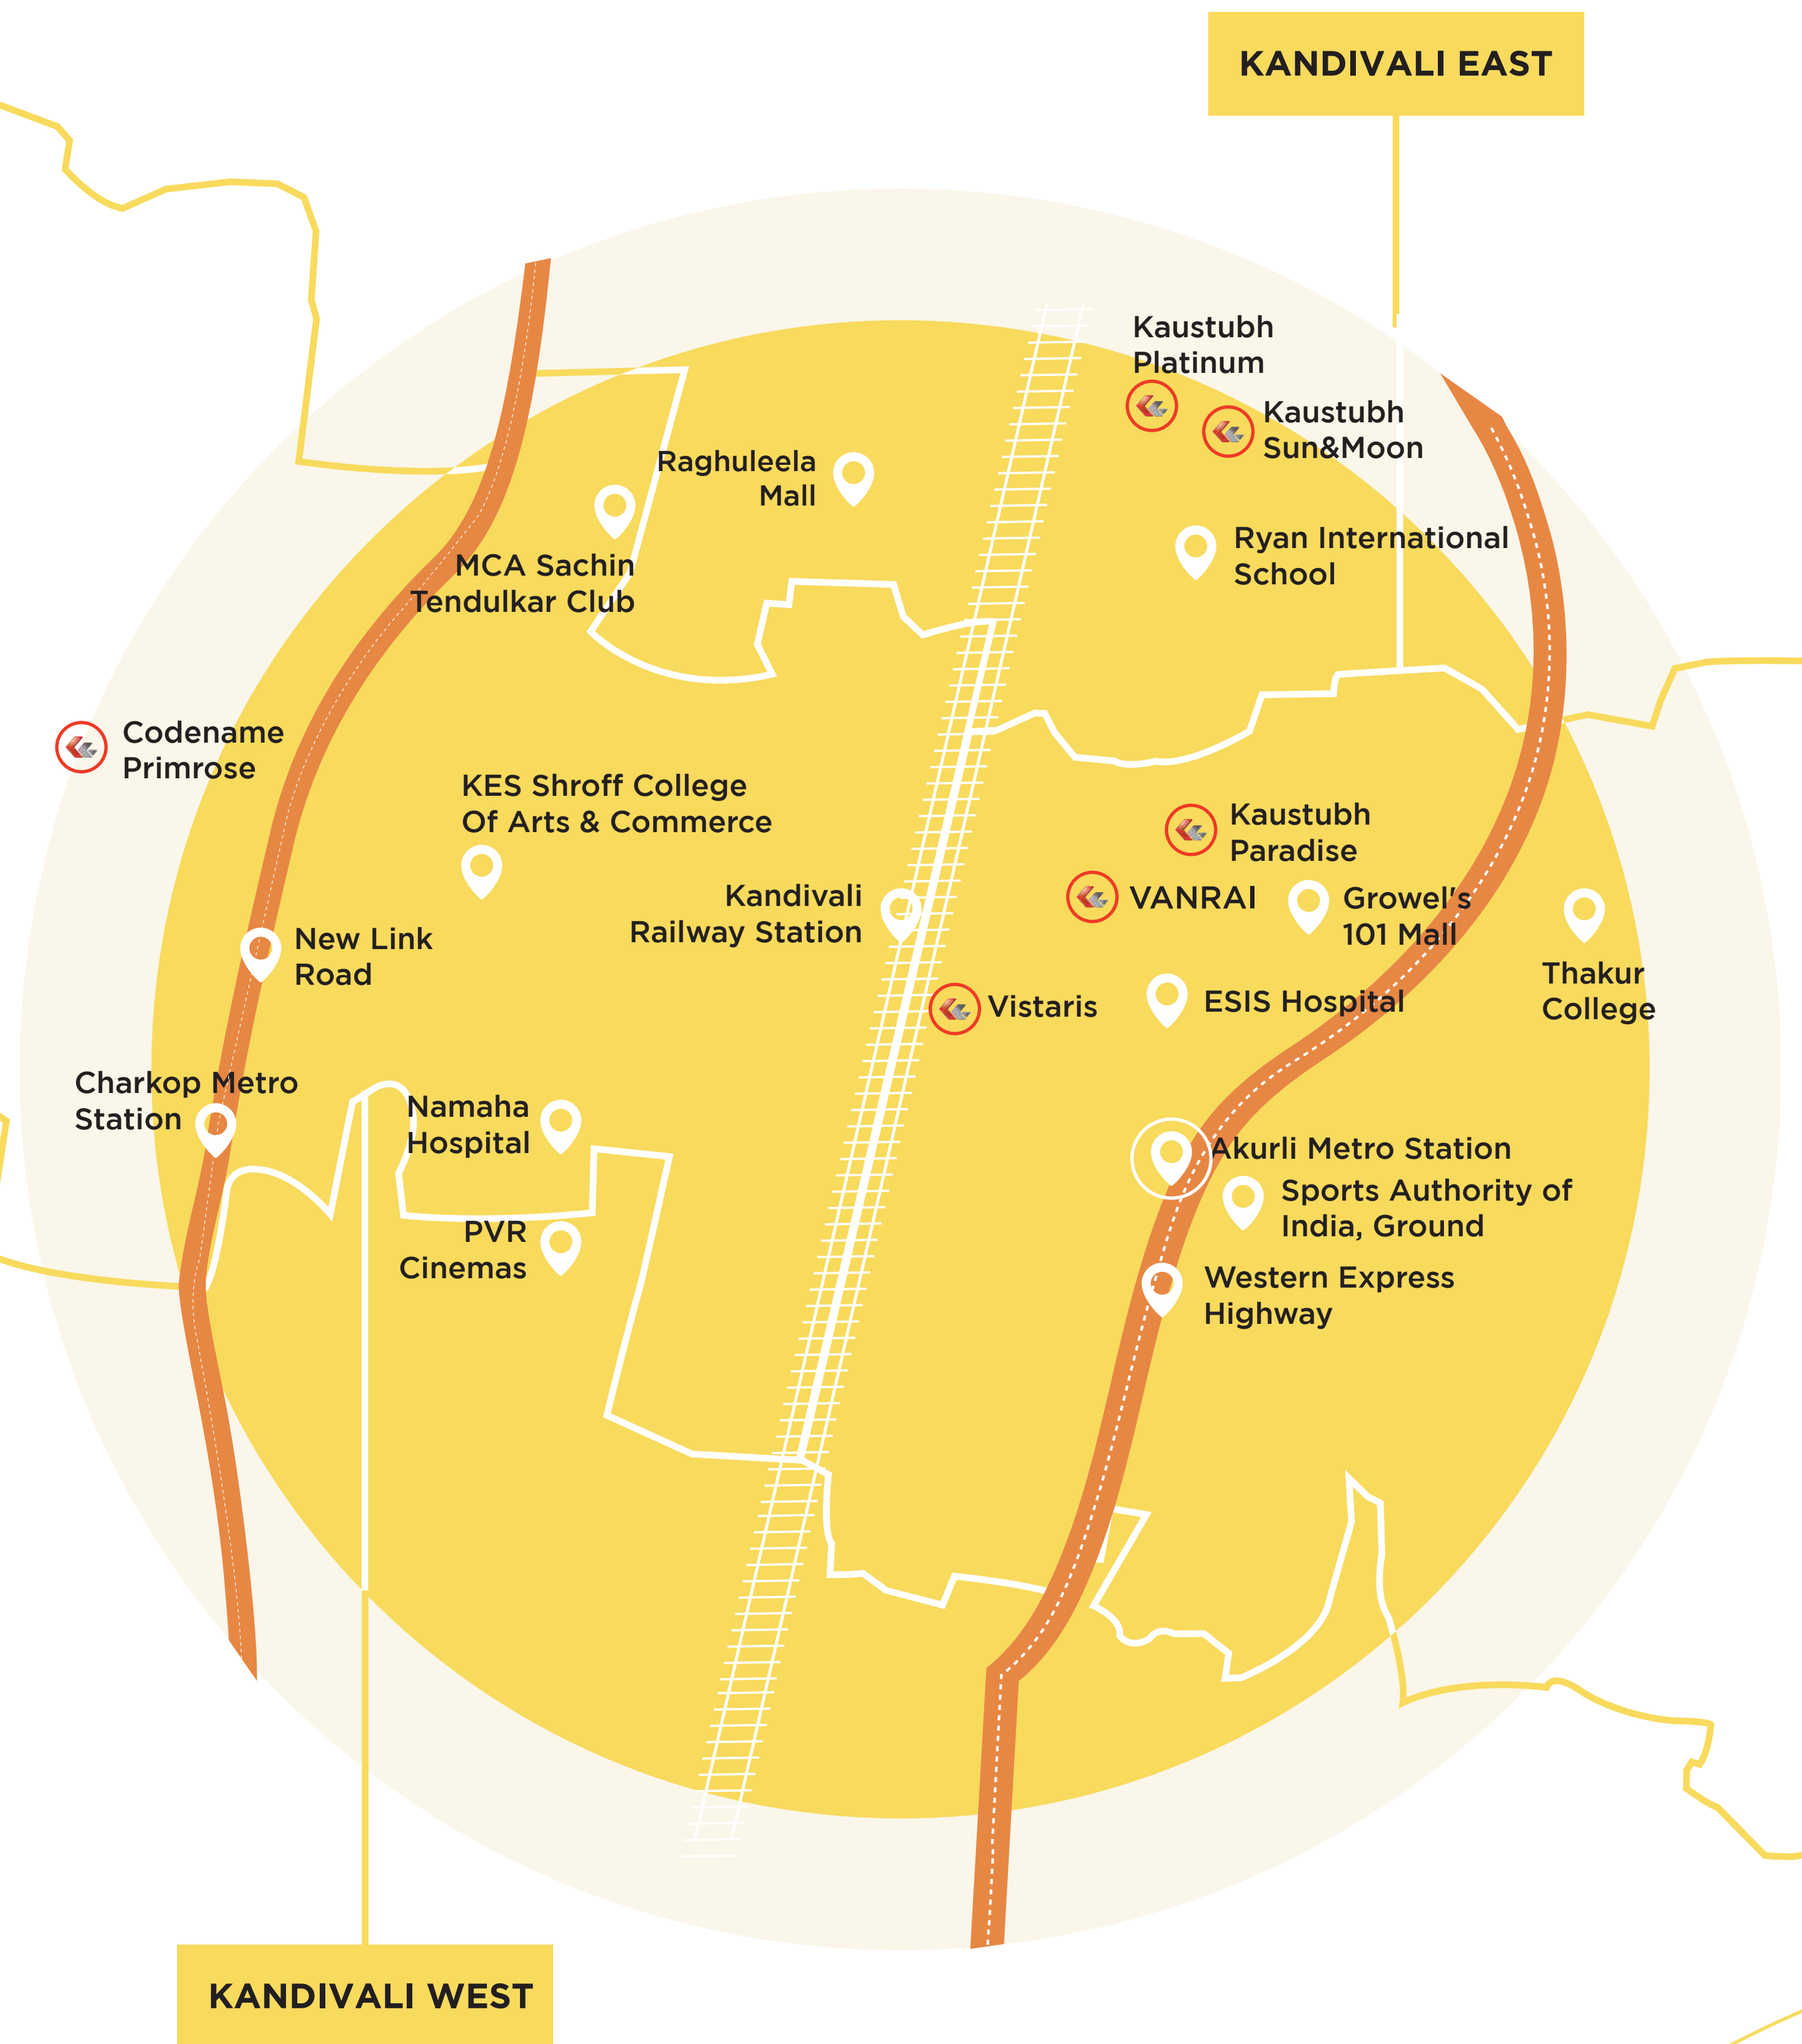 KANDIVALI EAST
Kaustubh
Platinum
Kaustubh
Sun&Moon
Raghuleela
Mall
Ryan International
School
MCA Sachin
Tendulkar Club
Codename
Primrose
KES Shroff College
Of Arts & Commerce
Kaustubh
Paradise
Kandivali
Railway Station
VANRAI
Growel's
101 Mall
New Link
Road
Thakur
College
Vistaris
ESIS Hospital
Charkop Metro
Station
Namaha
Hospital
Akurli Metro Station
Sports Authority of
India, Ground
PVR
Cinemas
Western Express
Highway
KANDIVALI WEST